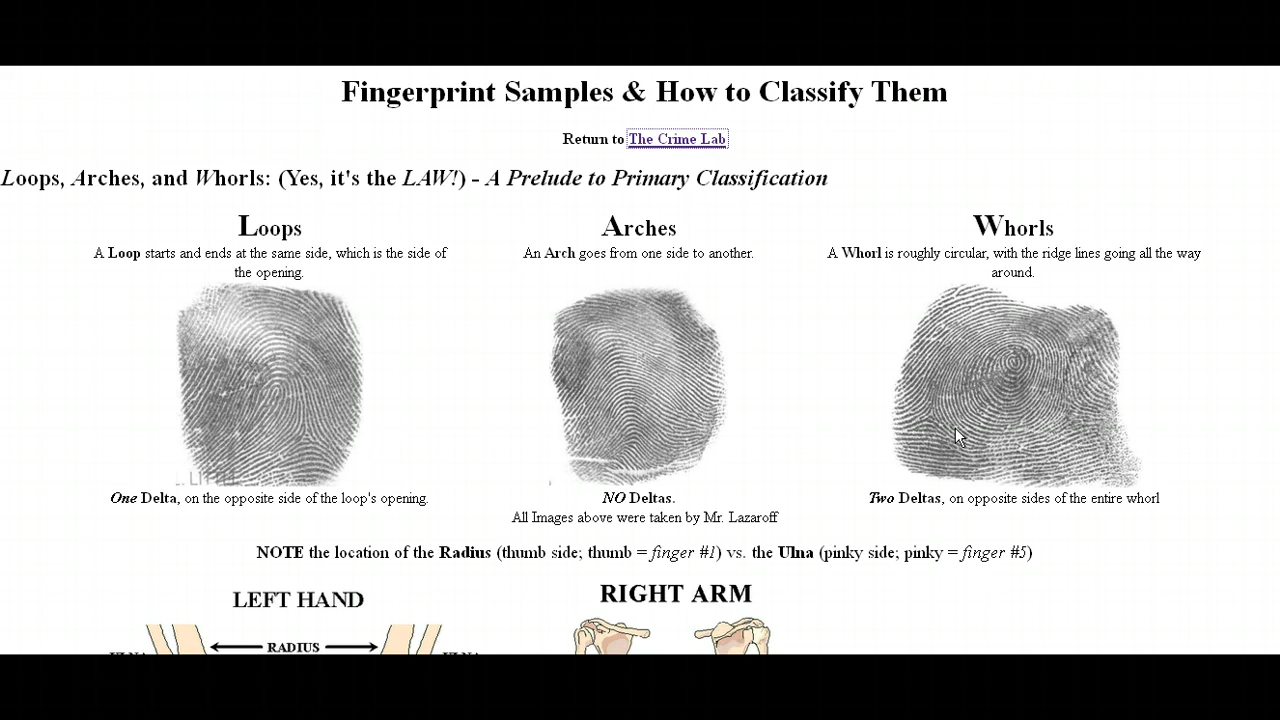 Fingerprint Samples & How to Classify Them
Return to The Crime Lab
Loops, Arches, and Whorls: (Yes, it's the LAW!) - A Prelude to Primary Classification
Loops
A Loop starts and ends at the same side, which is the side of
the opening.
One Delta, on the opposite side of the loop's opening.
Arches
An Arch goes from one side to another.
NO Deltas.
All Images above were taken by Mr. Lazaroff
Whorls
A Whorl is roughly circular, with the ridge lines going all the way
around.
Two Deltas, on opposite sides of the entire whorl
NOTE the location of the Radius (thumb side; thumb = finger #1) vs. the Ulna (pinky side; pinky = finger #5)
LEFT HAND
RADIUS
RIGHT ARM